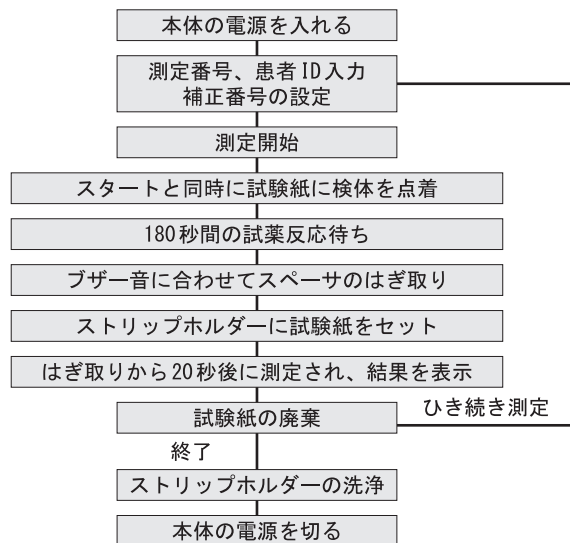 本体の電源を入れる
測定番号、患者ID入力
補正番号の設定
測定開始
スタートと同時に試験紙に検体を点着
180秒間の試薬反応待ち
ブザー音に合わせてスペーサのはぎ取り
ストリップホルダーに試験紙をセット
はぎ取りから20秒後に測定され、結果を表示
試験紙の廃棄
ひき続き測定
終了
ストリップホルダーの洗浄
本体の電源を切る